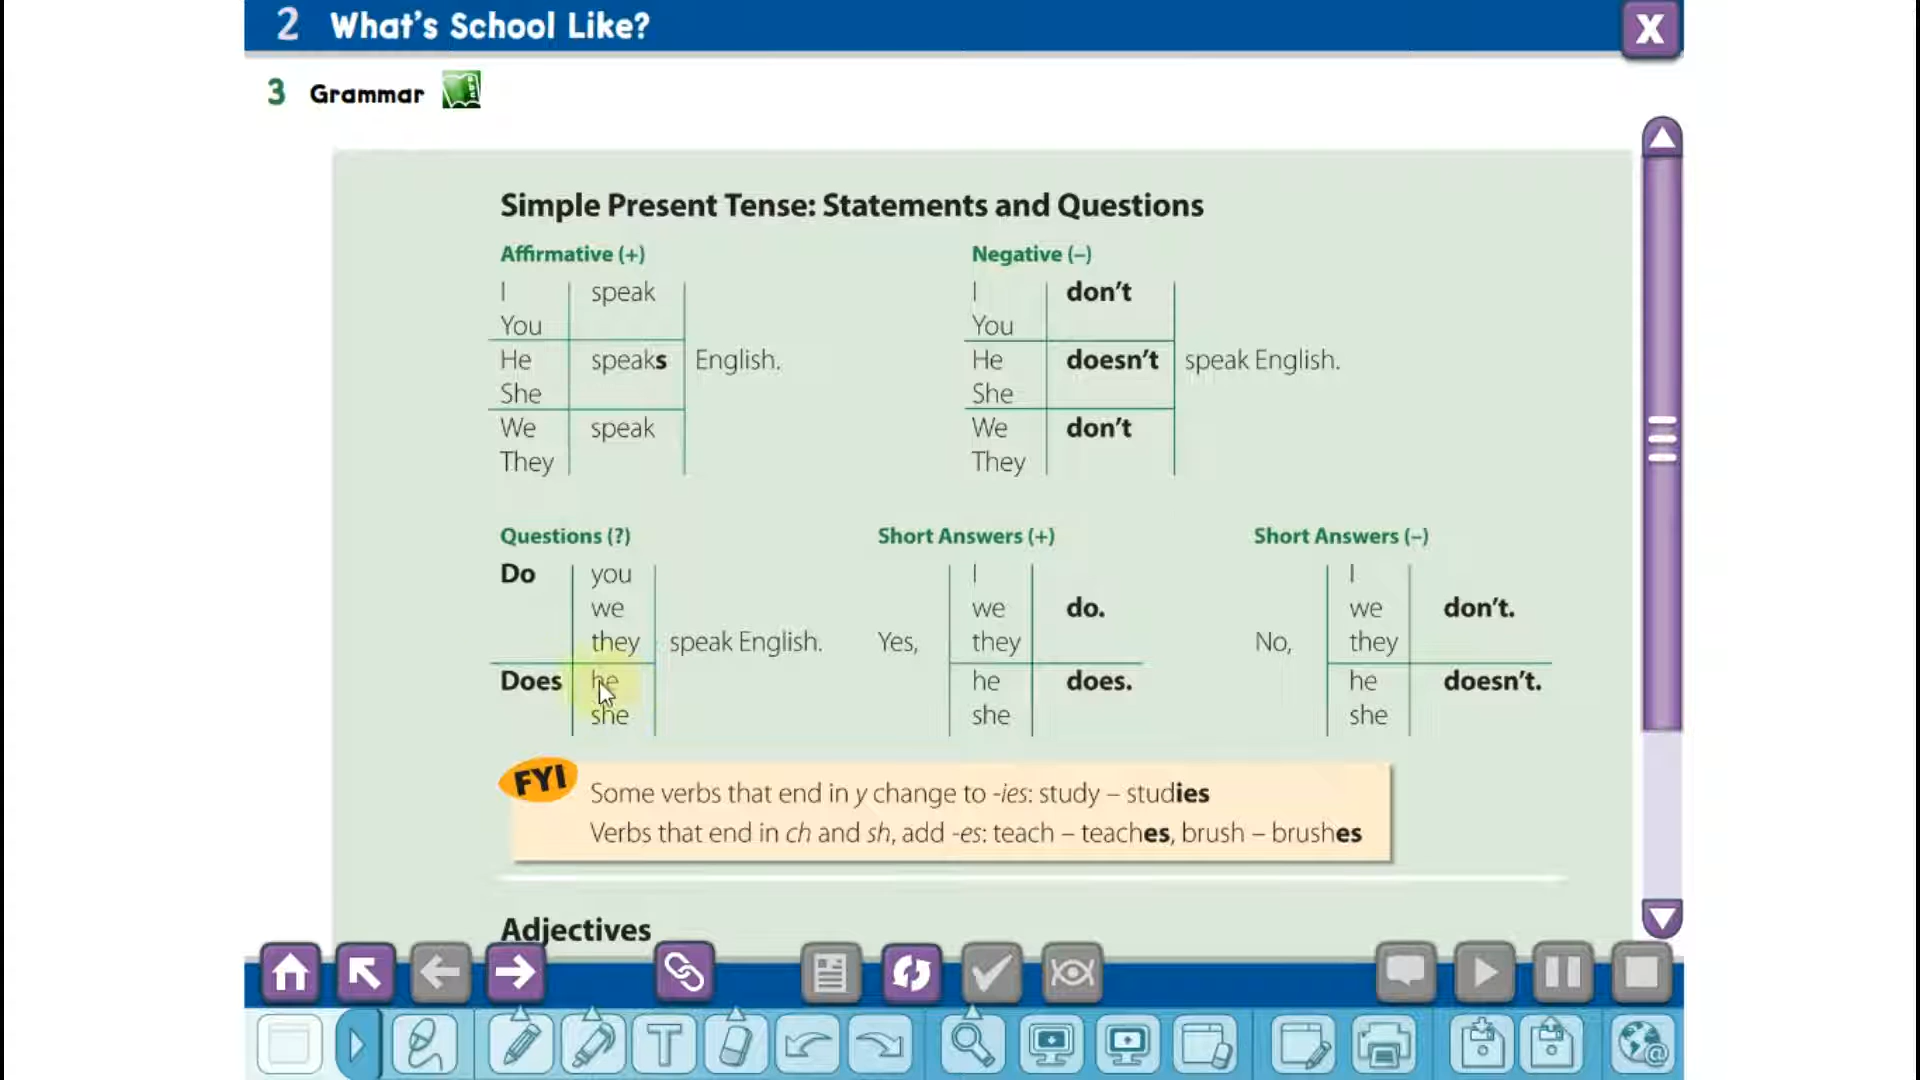 2 What's School Like?
X
3 Grammar
Simple Present Tense: Statements and Questions
Affirmative (+)
I speak
You
He speaks English.
She
We speak
They
Negative (–)
I don't
You
He doesn't speak English.
She
We don't
They
Questions (?)
Do you
we
they speak English.
Does he
she
Short Answers (+)
I
we do.
Yes, they
he does.
she
Short Answers (–)
I
we don't.
No, they
he doesn't.
she
FYI
Some verbs that end in y change to -ies: study – studies
Verbs that end in ch and sh, add -es: teach – teaches, brush – brushes
Adjectives
T
@